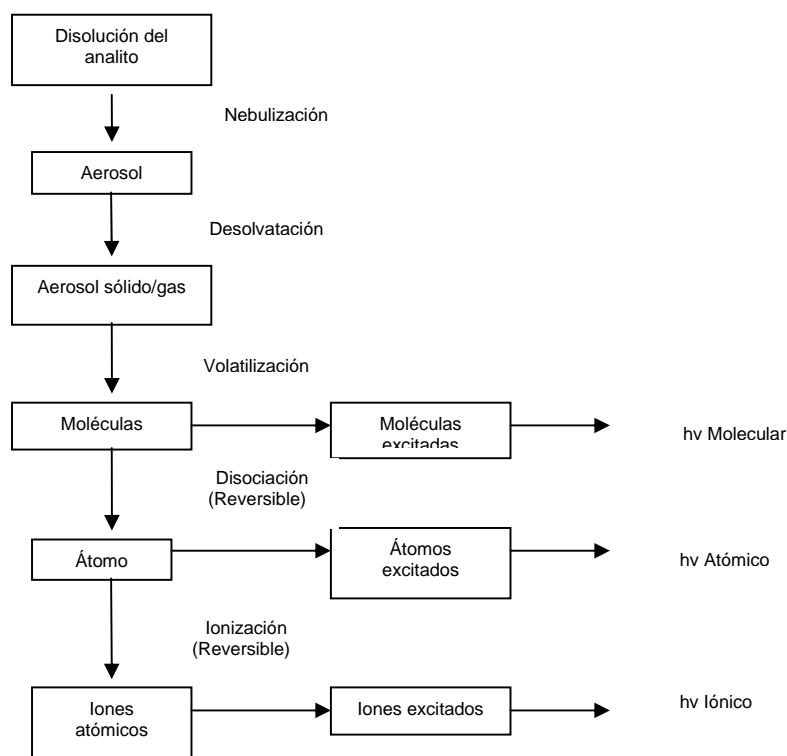 Disolución del
analito
Nebulización
Aerosol
Desolvatación
Aerosol sólido/gas
Volatilización
Moléculas
Moléculas
excitadas
hv Molecular
Disociación
(Reversible)
Átomo
Átomos
excitados
hv Atómico
Ionización
(Reversible)
Iones
atómicos
Iones excitados
hv Iónico